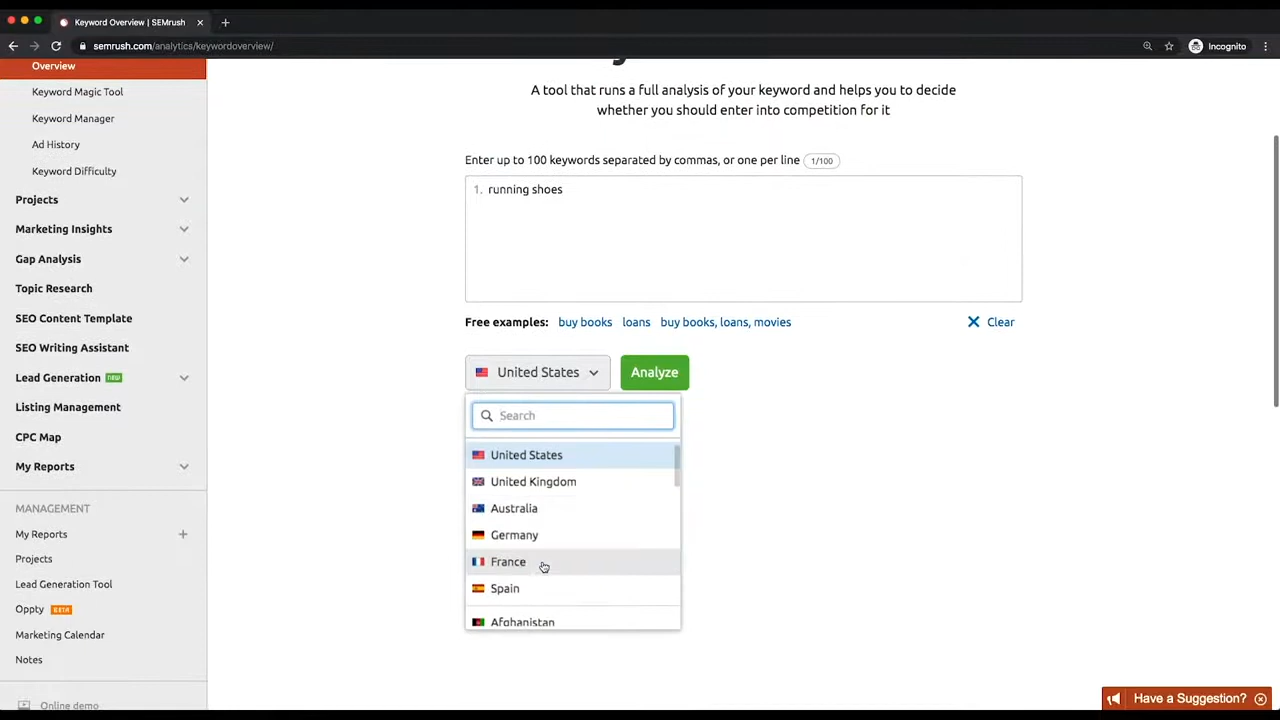 Keyword Overview | SEMrush
semrush.com/analytics/keywordoverview/
Incognito
Overview
Keyword Magic Tool
Keyword Manager
Ad History
Keyword Difficulty
Projects
Marketing Insights
Gap Analysis
Topic Research
SEO Content Template
SEO Writing Assistant
Lead Generation NEW
Listing Management
CPC Map
My Reports
MANAGEMENT
My Reports
Projects
Lead Generation Tool
Oppty BETA
Marketing Calendar
Notes
Online demo
A tool that runs a full analysis of your keyword and helps you to decide
whether you should enter into competition for it
Enter up to 100 keywords separated by commas, or one per line 1/100
1. running shoes
Free examples: buy books loans buy books, loans, movies Clear
United States Analyze
Search
United States
United Kingdom
Australia
Germany
France
Spain
Afghanistan
Have a Suggestion?